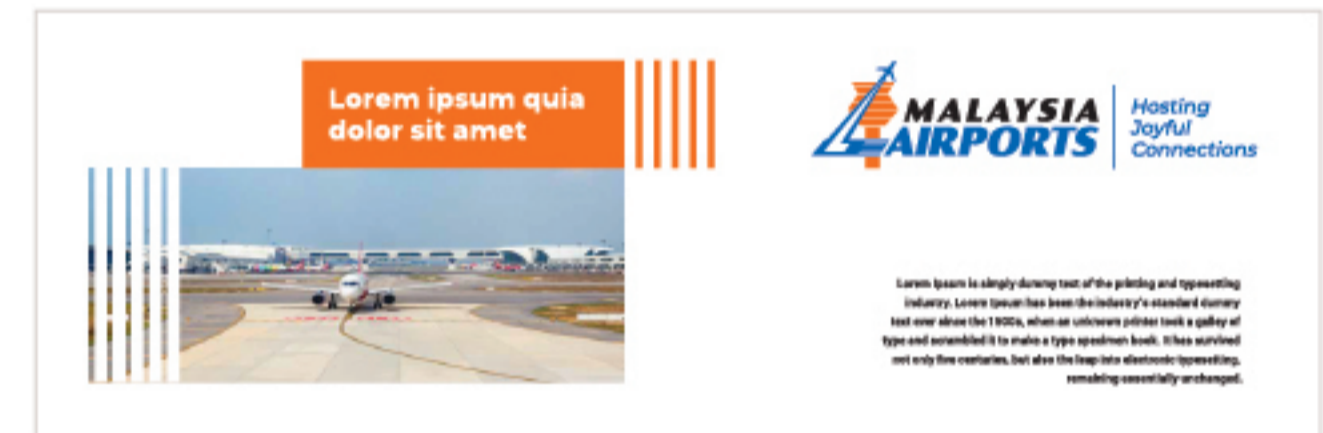 Lorem ipsum quia
dolor sit amet
MALAYSIA
AIRPORTS
Hosting
Joyful
Connections
Lorem Ipsum is simply dummy text of the printing and typesetting
industry. Lorem Ipsum has been the industry's standard dummy
text ever since the 1500s, when an unknown printer took a galley of
type and scrambled it to make a type specimen book. It has survived
not only five centuries, but also the leap into electronic typesetting,
remaining essentially unchanged.